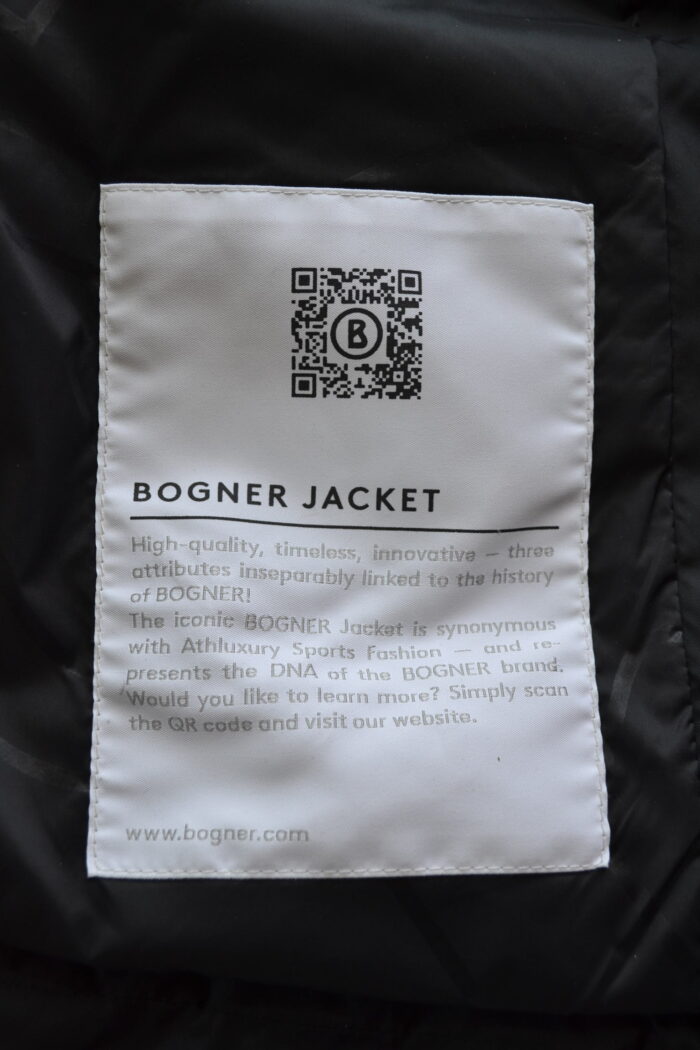 B
BOGNER JACKET
High-quality, timeless, innovative – three
attributes inseparably linked to the history
of BOGNER!
The iconic BOGNER Jacket is synonymous
with Athluxury Sports Fashion – and re-
presents the DNA of the BOGNER brand.
Would you like to learn more? Simply scan
the QR code and visit our website.
www.bogner.com